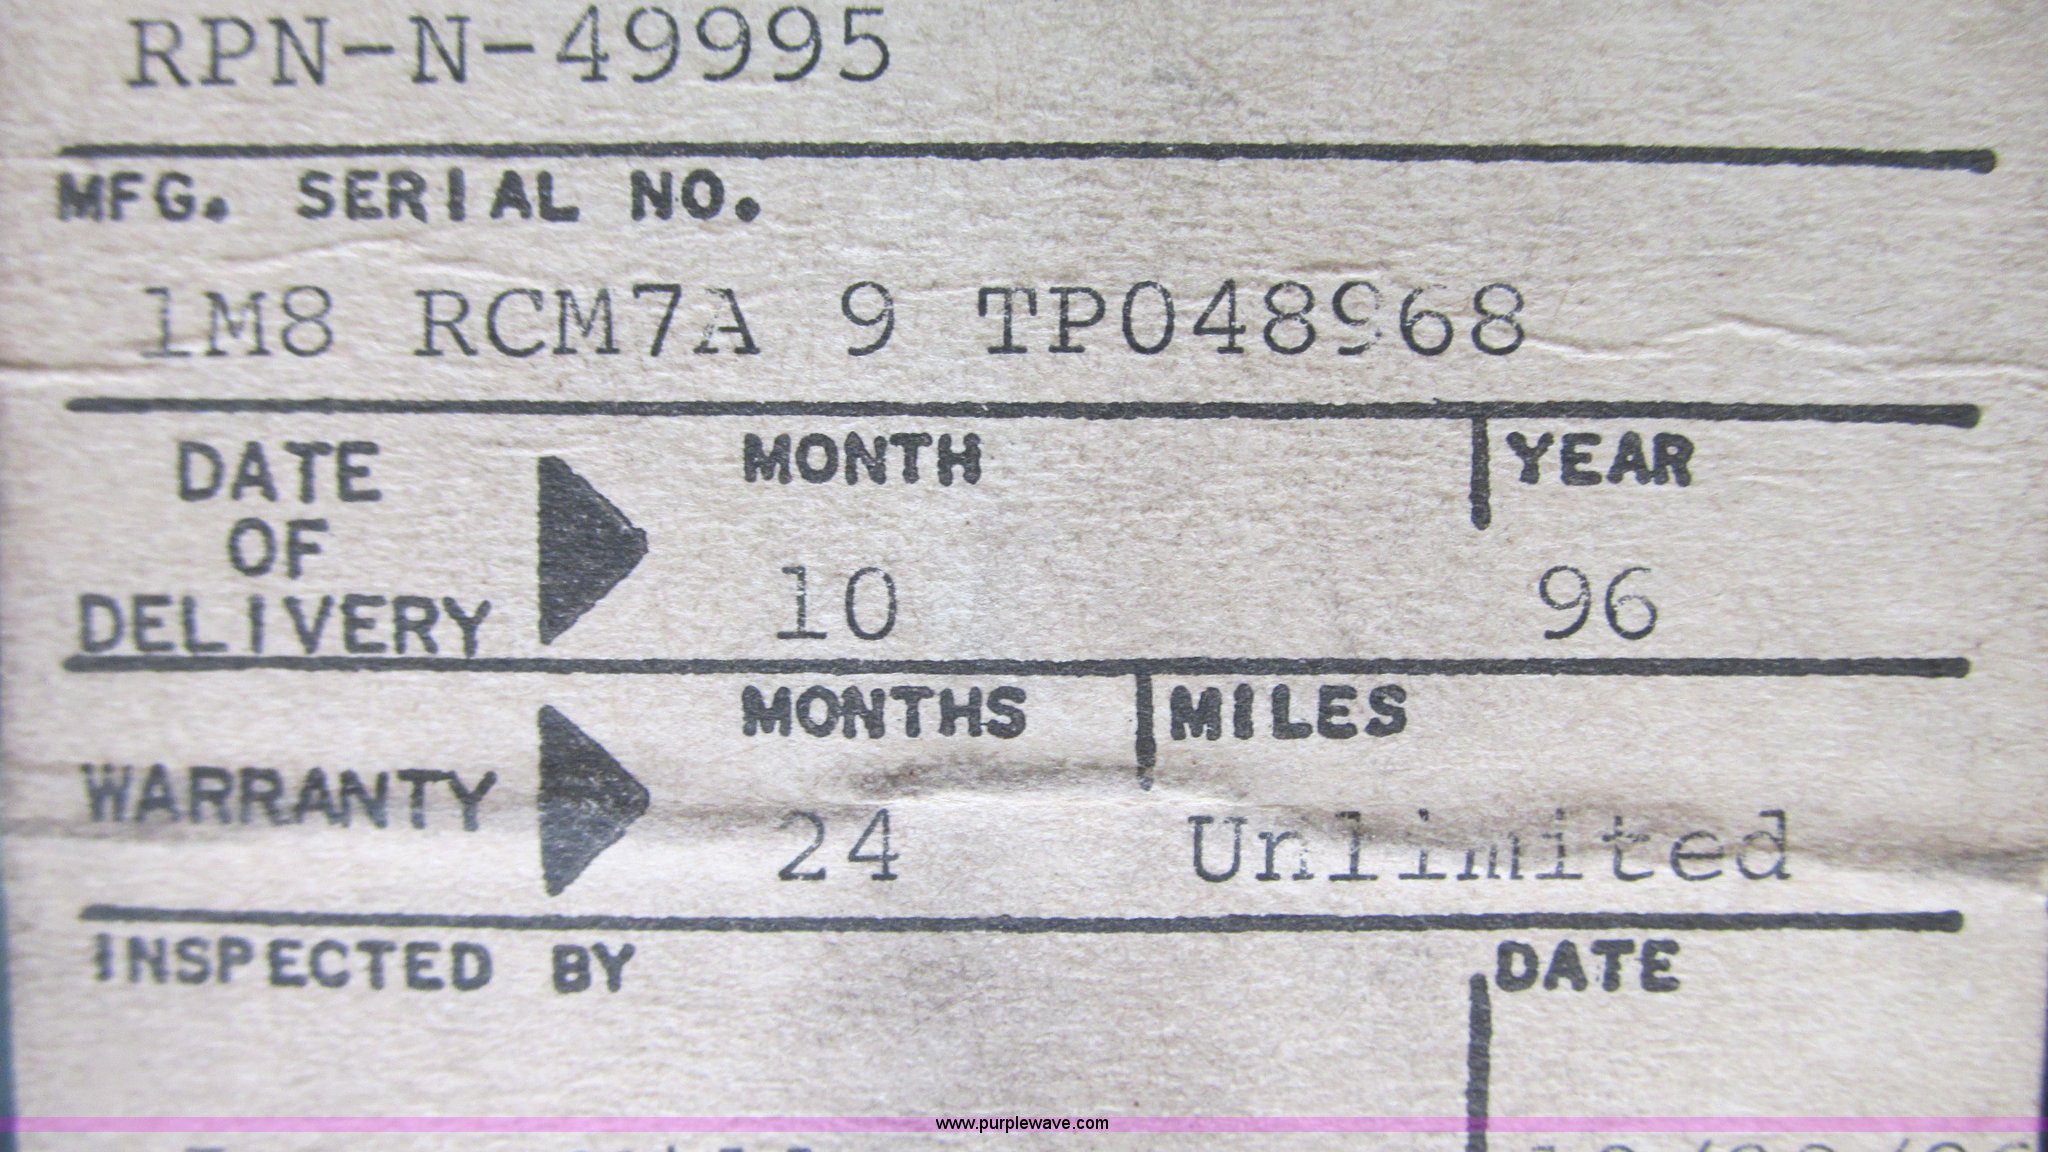 RPN-N-49995
MFG. SERIAL NO.
1M8 RCM7A 9 TP048968
DATE OF DELIVERY
MONTH YEAR
10 96
WARRANTY
MONTHS MILES
24 Unlimited
INSPECTED BY DATE
www.purplewave.com